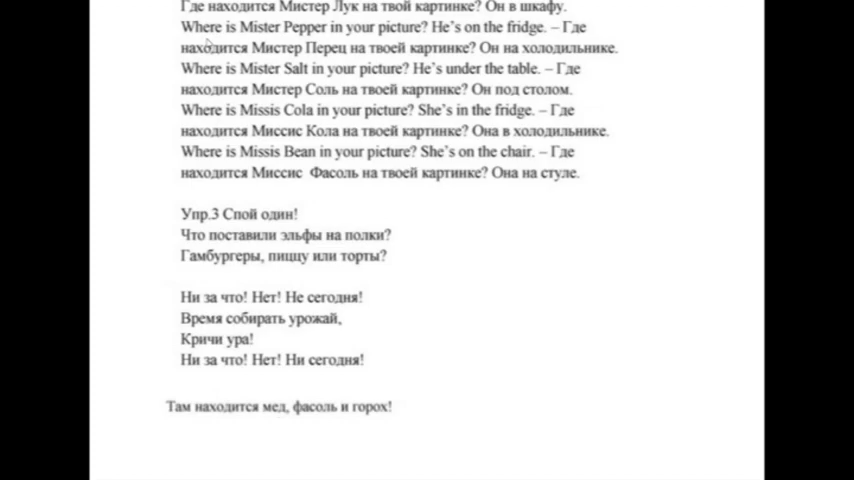 Где находится Мистер Лук на твой картинке? Он в шкафу.
Where is Mister Pepper in your picture? He's on the fridge. – Где
находится Мистер Перец на твоей картинке? Он на холодильнике.
Where is Mister Salt in your picture? He's under the table. – Где
находится Мистер Соль на твоей картинке? Он под столом.
Where is Missis Cola in your picture? She's in the fridge. – Где
находится Миссис Кола на твоей картинке? Она в холодильнике.
Where is Missis Bean in your picture? She's on the chair. – Где
находится Миссис Фасоль на твоей картинке? Она на стуле.
Упр.3 Спой один!
Что поставили эльфы на полки?
Гамбургеры, пиццу или торты?
Ни за что! Нет! Не сегодня!
Время собирать урожай,
Кричи ура!
Ни за что! Нет! Ни сегодня!
Там находится мед, фасоль и горох!